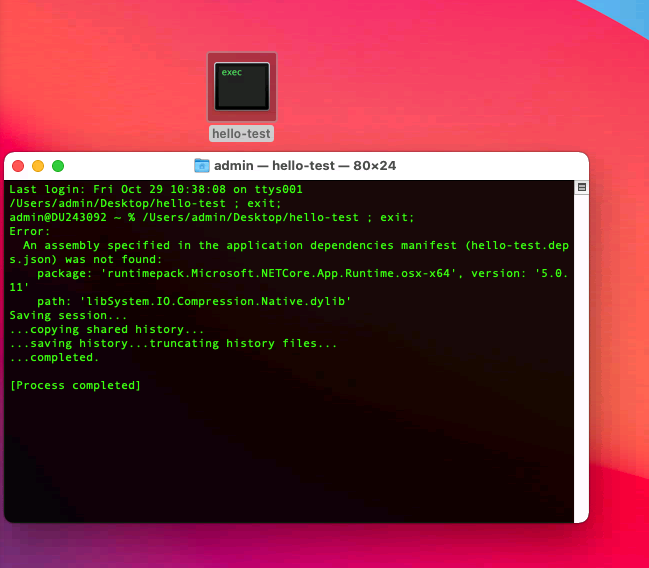 exec
hello-test
admin — hello-test — 80×24
Last login: Fri Oct 29 10:38:08 on ttys001
/Users/admin/Desktop/hello-test ; exit;
admin@DU243092 ~ % /Users/admin/Desktop/hello-test ; exit;
Error:
  An assembly specified in the application dependencies manifest (hello-test.dep
s.json) was not found:
    package: 'runtimepack.Microsoft.NETCore.App.Runtime.osx-x64', version: '5.0.
11'
    path: 'libSystem.IO.Compression.Native.dylib'
Saving session...
...copying shared history...
...saving history...truncating history files...
...completed.

[Process completed]